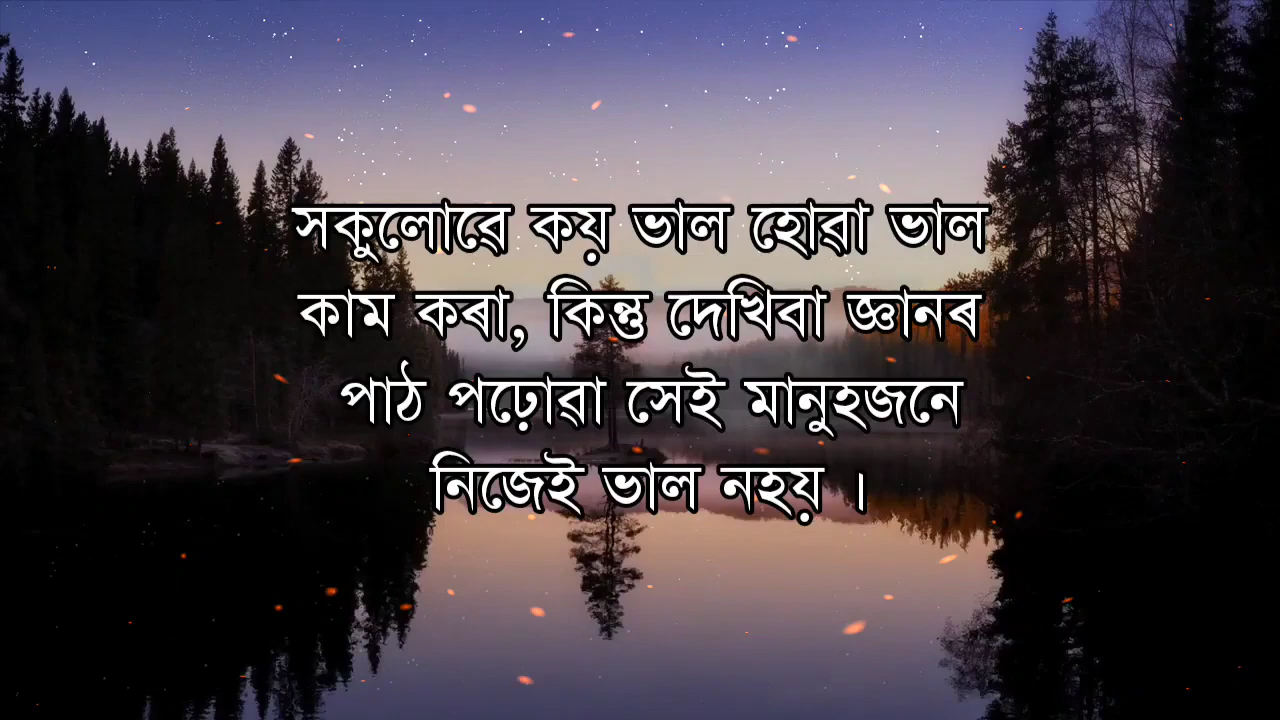 সকুলোৱে কয় ভাল হোৱা ভাল
কাম কৰা, কিন্তু দেখিবা জ্ঞানৰ
পাঠ পঢ়োৱা সেই মানুহজনে
নিজেই ভাল নহয় ।